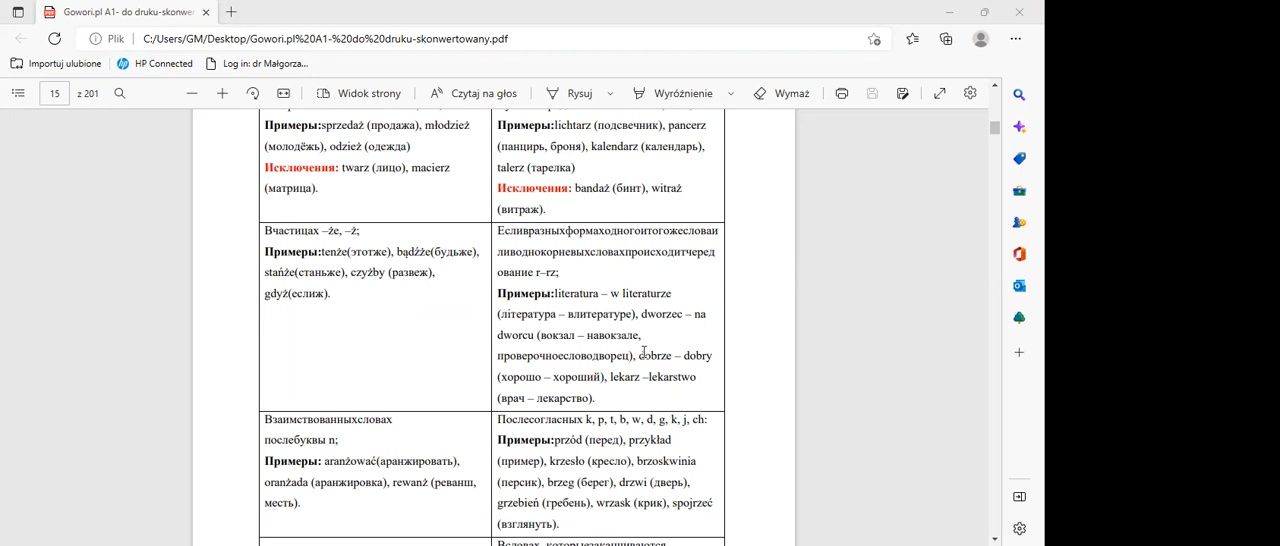 Gowori.pl A1- do druku-skonwer
Plik
C:/Users/GM/Desktop/Gowori.pl%20A1-%20do%20druku-skonwertowany.pdf
Importuj ulubione
HP Connected
Log in: dr Małgorza...
15
z 201
Widok strony
Czytaj na głos
Rysuj
Wyróżnienie
Wymaż
Примеры:sprzedaż (продажа), młodzież
(молодёжь), odzież (одежда)
Исключения: twarz (лицо), macierz
(матрица).
Примеры:lichtarz (подсвечник), pancerz
(панцирь, броня), kalendarz (календарь),
talerz (тарелка)
Исключения: bandaż (бинт), witraż
(витраж).
Вчастицах –że, –ż;
Примеры:tenże(этотже), bądźże(будьже),
stańże(станьже), czyżby (развеж),
gdyż(еслиж).
Есливразныхформаходногоитогожесловаи
ливоднокорневыхсловахпроисходитчеред
ование r–rz;
Примеры:literatura – w literaturze
(література – влитературе), dworzec – na
dworcu (вокзал – навокзале,
проверочноесловодворец), dobrze – dobry
(хорошо – хороший), lekarz –lekarstwo
(врач – лекарство).
Взаимствованныхсловах
послебуквы n;
Примеры: aranżować(аранжировать),
oranżada (аранжировка), rewanż (реванш,
месть).
Послесогласных k, p, t, b, w, d, g, k, j, ch:
Примеры:przód (перед), przykład
(пример), krzesło (кресло), brzoskwinia
(персик), brzeg (берег), drzwi (дверь),
grzebień (гребень), wrzask (крик), spojrzeć
(взглянуть).
Всловах, которыезаканчиваются